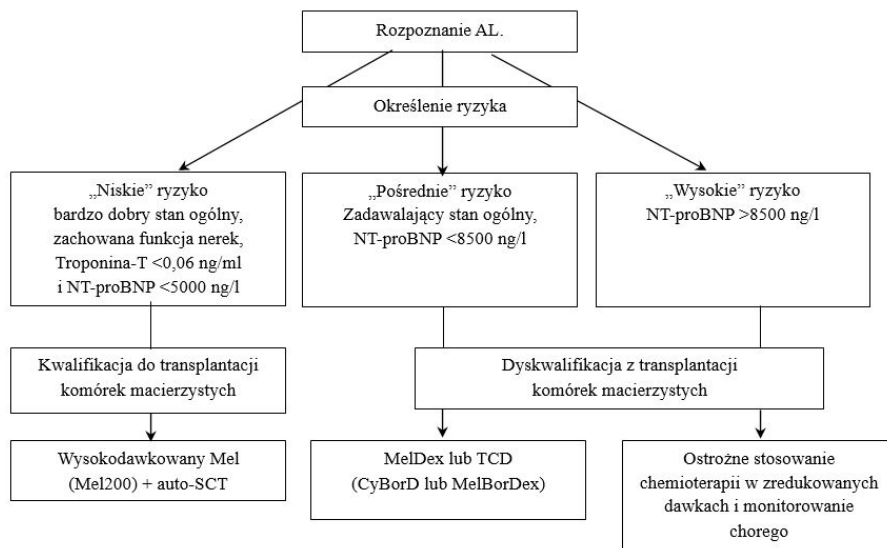 Rozpoznanie AL.
Określenie ryzyka
„Niskie” ryzyko
bardzo dobry stan ogólny,
zachowana funkcja nerek,
Troponina-T <0,06 ng/ml
i NT-proBNP <5000 ng/l
„Pośrednie” ryzyko
Zadawalający stan ogólny,
NT-proBNP <8500 ng/l
„Wysokie” ryzyko
NT-proBNP >8500 ng/l
Kwalifikacja do transplantacji
komórek macierzystych
Dyskwalifikacja z transplantacji
komórek macierzystych
Wysokodawkowany Mel
(Mel200) + auto-SCT
MelDex lub TCD
(CyBorD lub MelBorDex)
Ostrożne stosowanie
chemioterapii w zredukowanych
dawkach i monitorowanie
chorego